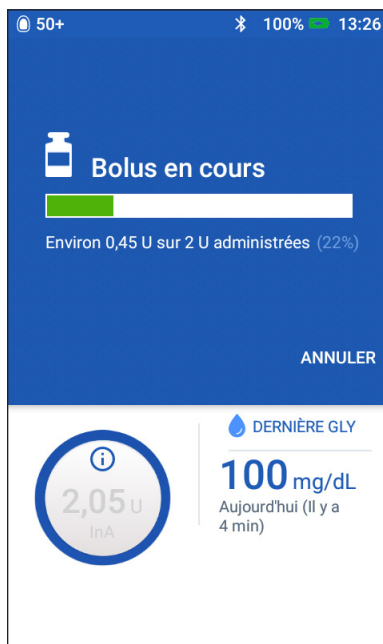 50+ 100% 13:26
Bolus en cours
Environ 0,45 U sur 2 U administrées (22%)
ANNULER
DERNIÈRE GLY
2,05 U
InA
100 mg/dL
Aujourd'hui (Il y a
4 min)